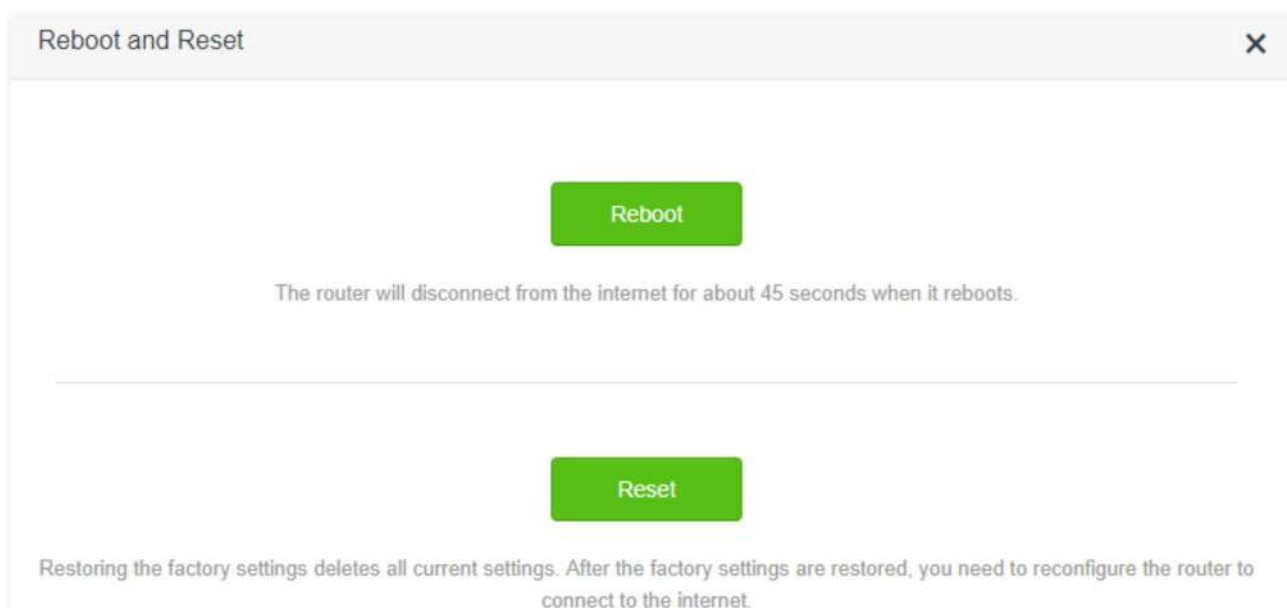 Reboot and Reset
Reboot
The router will disconnect from the internet for about 45 seconds when it reboots.
Reset
Restoring the factory settings deletes all current settings. After the factory settings are restored, you need to reconfigure the router to
connect to the internet.